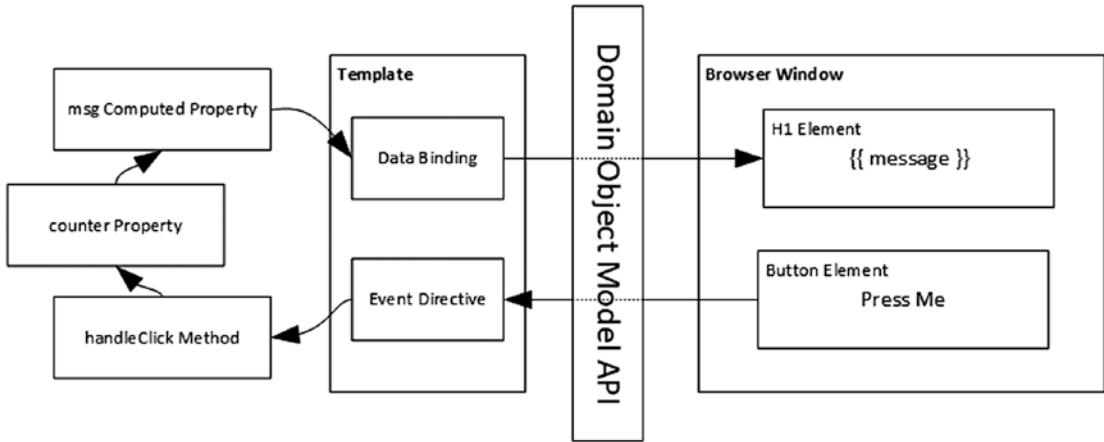 msg Computed Property
counter Property
handleClick Method
Template
Data Binding
Event Directive
Domain Object Model API
Browser Window
H1 Element
{{ message }}
Button Element
Press Me